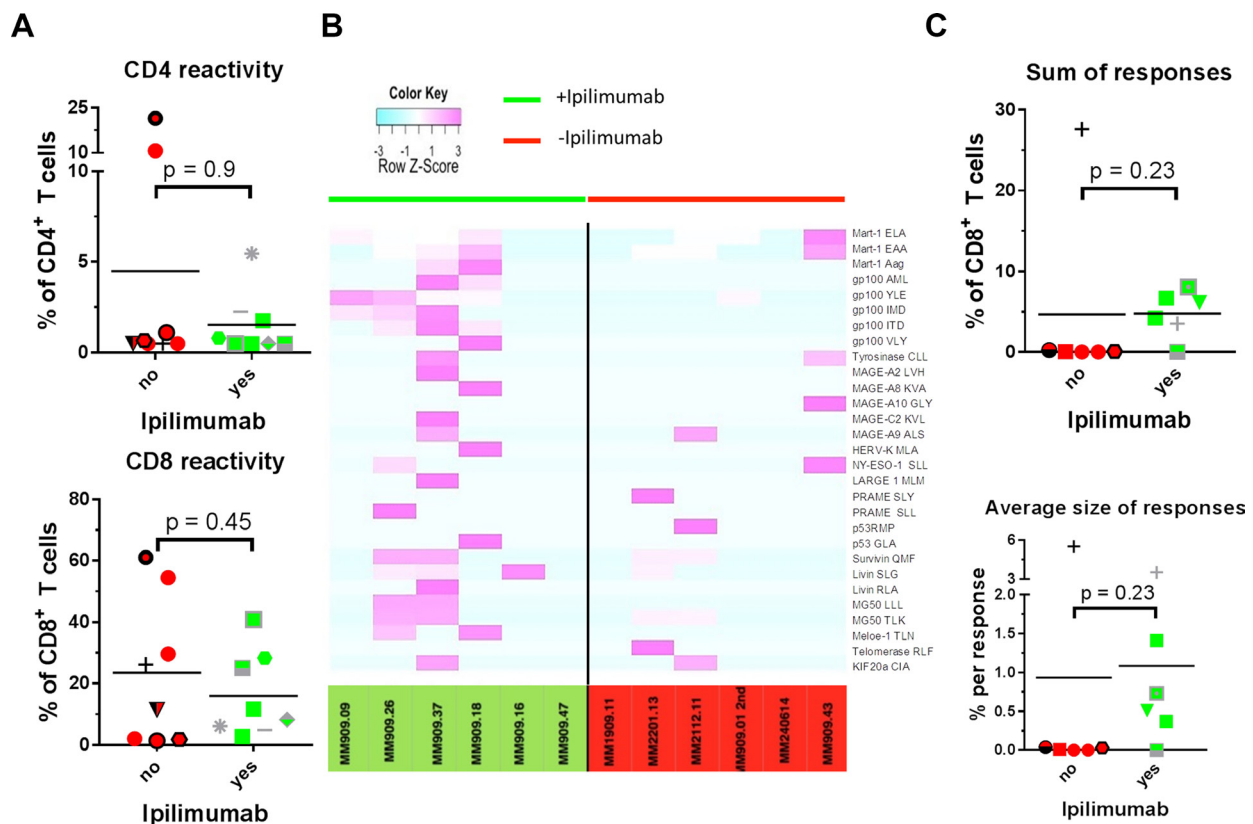 A
CD4 reactivity
25
10
10
5
0
% of CD4+ T cells
p = 0.9
no
yes
Ipilimumab
CD8 reactivity
80
60
40
20
0
% of CD8+ T cells
p = 0.45
no
yes
Ipilimumab
B
Color Key
-3 -1 1 3
Row Z-Score
+Ipilimumab
-Ipilimumab
Mart-1 ELA
Mart-1 EAA
Mart-1 Aag
gp100 AML
gp100 YLE
gp100 IMD
gp100 ITD
gp100 VLY
Tyrosinase CLL
MAGE-A2 LVH
MAGE-A8 KVA
MAGE-A10 GLY
MAGE-C2 KVL
MAGE-A9 ALS
HERV-K MLA
NY-ESO-1 SLL
LARGE 1 MLM
PRAME SLY
PRAME SLL
p53RMP
p53 GLA
Survivin QMF
Livin SLG
Livin RLA
MG50 LLL
MG50 TLK
Meloe-1 TLN
Telomerase RLF
KIF20a CIA
MM909.09
MM909.26
MM909.37
MM909.18
MM909.16
MM909.47
MM1909.11
MM2201.13
MM2112.11
MM909.01 2nd
MM240614
MM909.43
C
Sum of responses
30
20
10
0
% of CD8+ T cells
p = 0.23
no
yes
Ipilimumab
Average size of responses
6
3
2.0
1.5
1.0
0.5
0.0
% per response
p = 0.23
no
yes
Ipilimumab